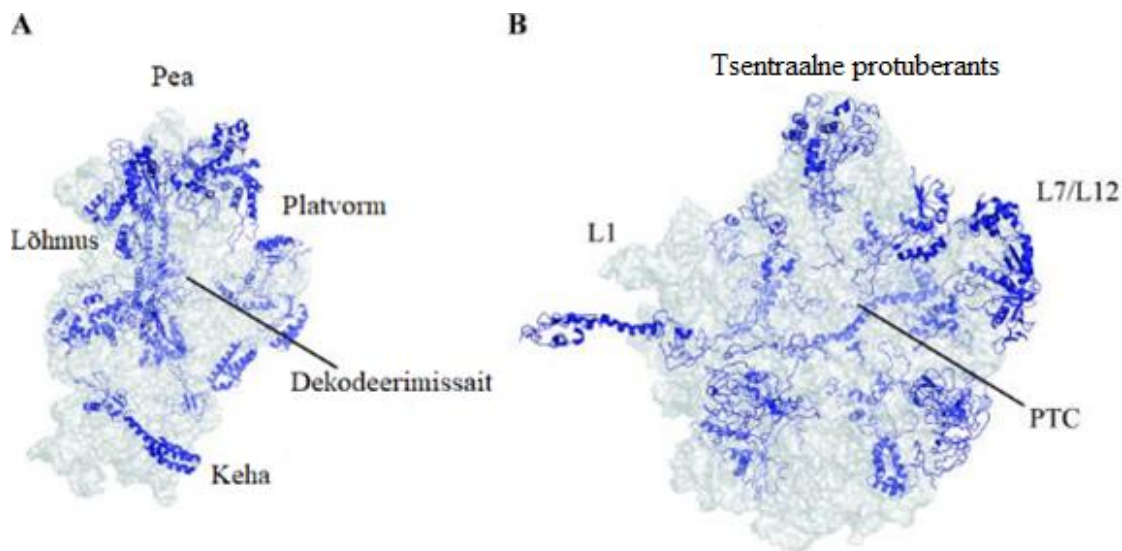 A
Pea
Lõhmus
Platvorm
Dekodeerimissait
Keha
B
Tsentraalne protuberants
L1
L7/L12
PTC